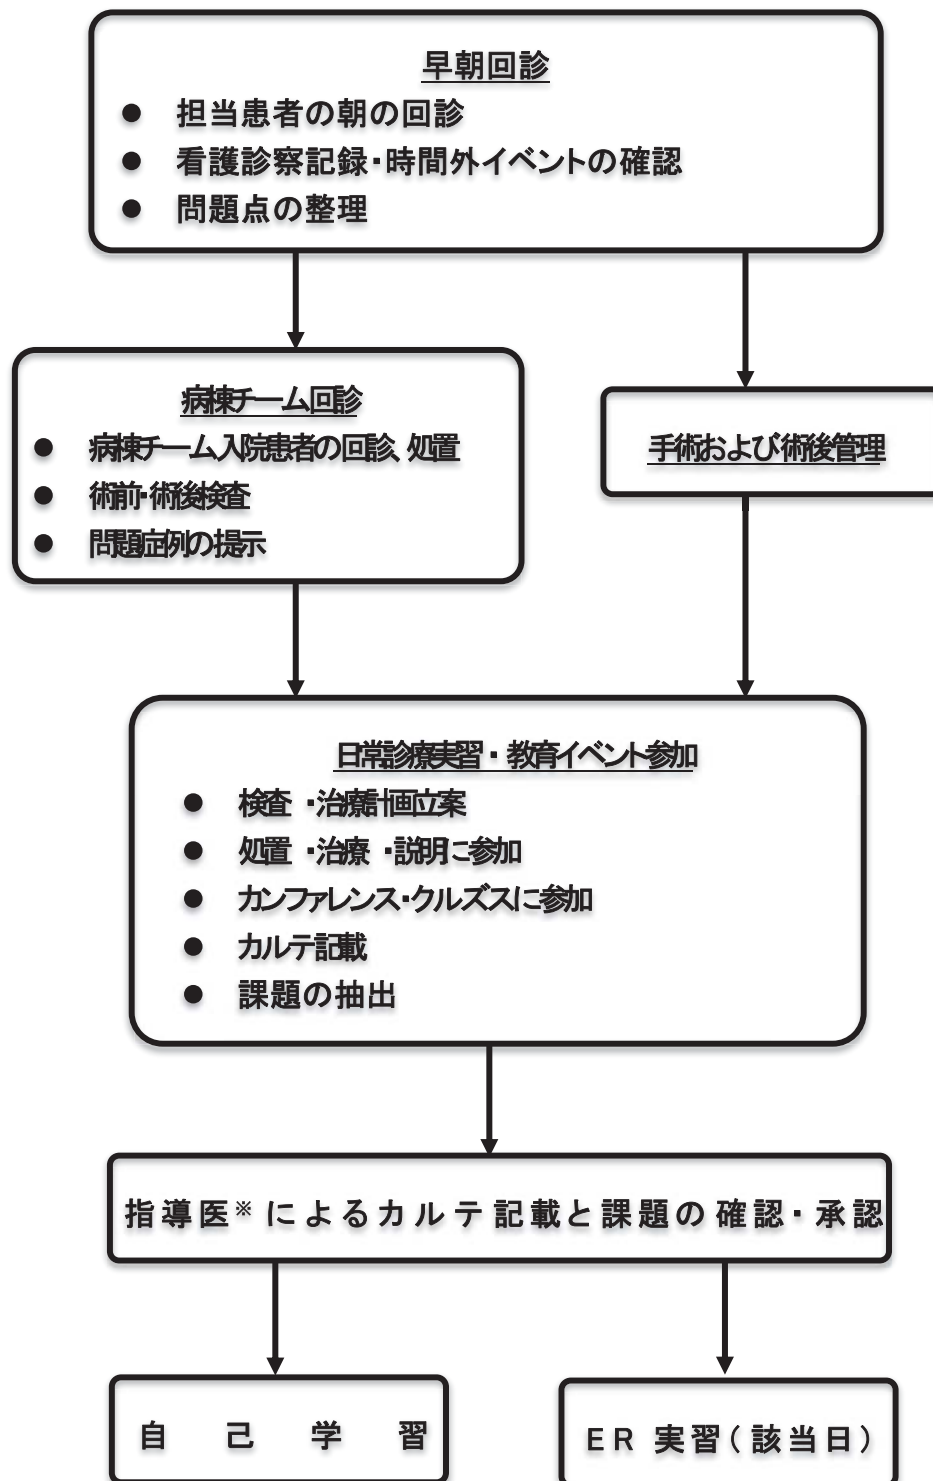 早朝回診
● 担当患者の朝の回診
● 看護診察記録・時間外イベントの確認
● 問題点の整理
病棟チーム回診
● 病棟チーム入院患者の回診、処置
● 術前・術後検査
● 問題症例の提示
手術および術後管理
日常診療実習・教育イベント参加
● 検査・治療計画立案
● 処置・治療・説明に参加
● カンファレンス・クルズスに参加
● カルテ記載
● 課題の抽出
指導医※によるカルテ記載と課題の確認・承認
自己学習
ER 実習(該当日)